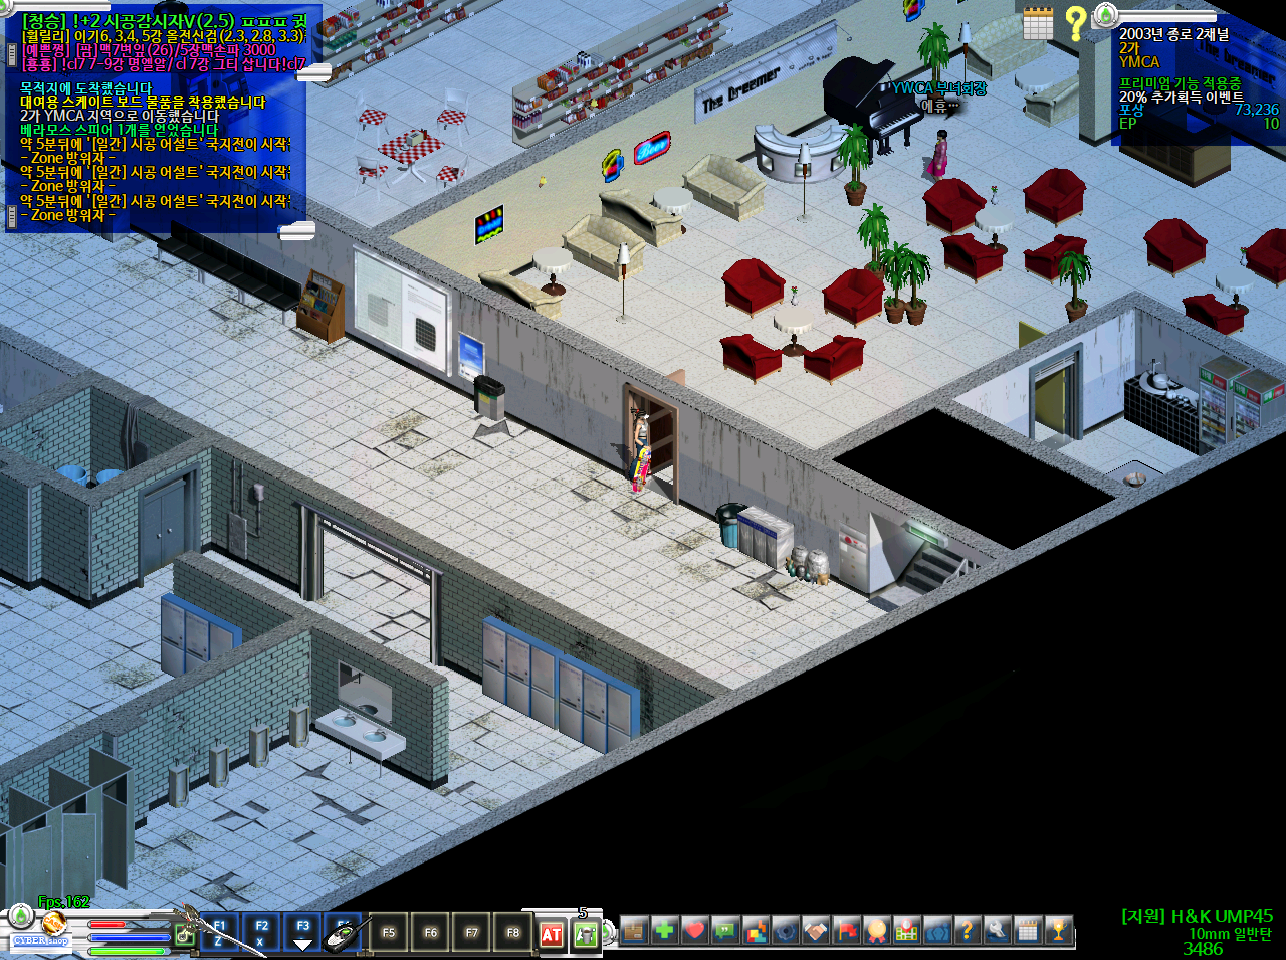 [청승] !+2 시공감시자V(2.5) ㅍㅍㅍ 귓
[훨릴리] 이기6, 3.4, 5강 올전신검(2.3, 2.8, 3.3)
[예쁜쩡] [팜]맥7변임(26)/5장맥손파 3000
[흥흥] !cl7 7-9강 명엘알/ cl 7강 그티 삽니다!cl7
목적지에 도착했습니다
대여용 스케이트 보드 물품을 착용했습니다
2가 YMCA 지역으로 이동했습니다
베라모스 스피어 1개를 얻었습니다
약 5분뒤에 '[일간] 시공 어설트' 국지전이 시작
- Zone 방위자 -
약 5분뒤에 '[일간] 시공 어설트' 국지전이 시작
- Zone 방위자 -
약 5분뒤에 '[일간] 시공 어설트' 국지전이 시작
- Zone 방위자 -
2003년 종로 2채널
2가
YMCA
프리미엄 기능 적용중
20% 추가획득 이벤트
포상 73,236
EP 10
The Dreamer
Beer
YWCA 부녀회장
에휴…
Fps.162
CYBER shop
F1 Z
F2 X
F3
F5
F6
F7
F8
AT
5
[지원] H&K UMP45
10mm 일반탄
3486